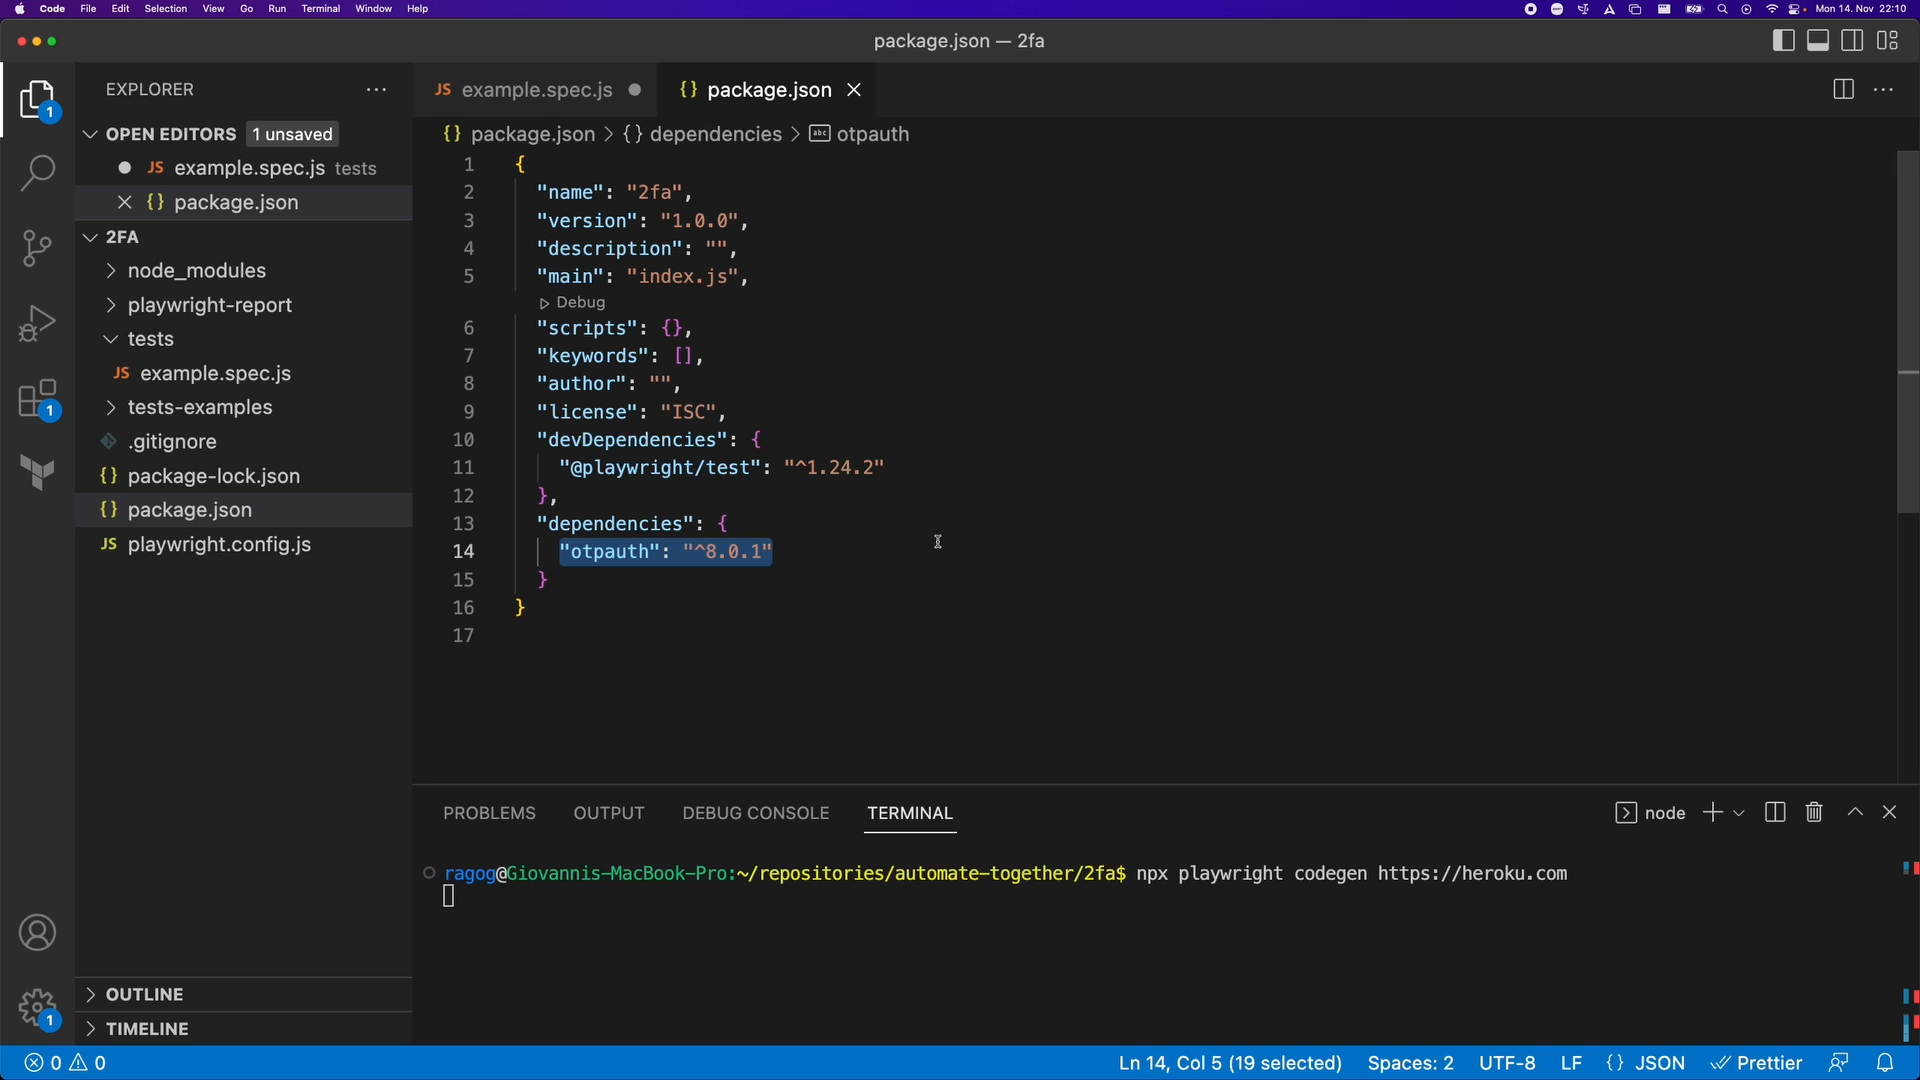 Code File Edit Selection View Go Run Terminal Window Help
Mon 14. Nov 22:10
package.json — 2fa
EXPLORER
OPEN EDITORS 1 unsaved
JS example.spec.js tests
{} package.json
2FA
node_modules
playwright-report
tests
JS example.spec.js
tests-examples
.gitignore
{} package-lock.json
{} package.json
JS playwright.config.js
OUTLINE
TIMELINE
1
1
1
JS example.spec.js
{} package.json
{} package.json > {} dependencies > abc otpauth
1 {
2 "name": "2fa",
3 "version": "1.0.0",
4 "description": "",
5 "main": "index.js",
Debug
6 "scripts": {},
7 "keywords": [],
8 "author": "",
9 "license": "ISC",
10 "devDependencies": {
11 "@playwright/test": "^1.24.2"
12 },
13 "dependencies": {
14 "otpauth": "^8.0.1"
15 }
16 }
17
PROBLEMS OUTPUT DEBUG CONSOLE TERMINAL
node
ragog@Giovannis-MacBook-Pro:~/repositories/automate-together/2fa$ npx playwright codegen https://heroku.com
0 0
Ln 14, Col 5 (19 selected) Spaces: 2 UTF-8 LF {} JSON Prettier